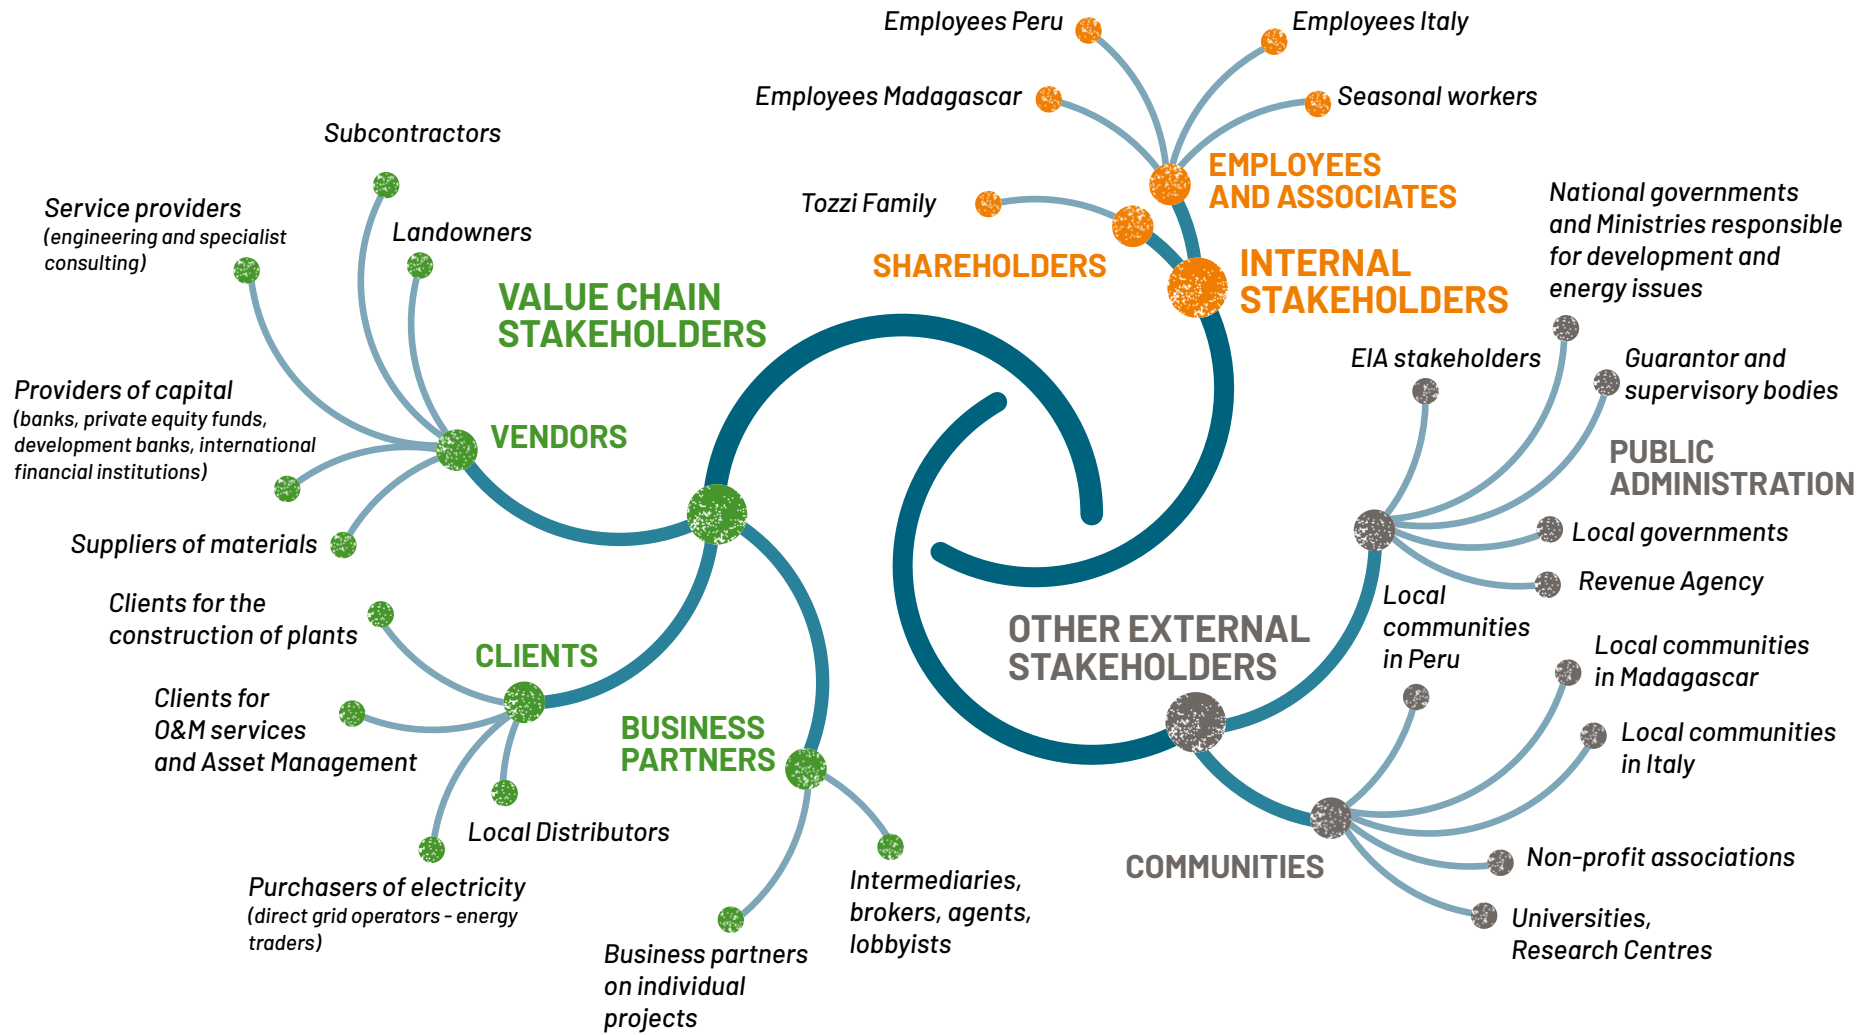 Employees Peru
Employees Italy
Employees Madagascar
Seasonal workers
EMPLOYEES
AND ASSOCIATES
Tozzi Family
SHAREHOLDERS
INTERNAL
STAKEHOLDERS
Subcontractors
Service providers
(engineering and specialist
consulting)
Landowners
VALUE CHAIN
STAKEHOLDERS
Providers of capital
(banks, private equity funds,
development banks, international
financial institutions)
VENDORS
Suppliers of materials
Clients for the
construction of plants
CLIENTS
Clients for
O&M services
and Asset Management
BUSINESS
PARTNERS
Local Distributors
Purchasers of electricity
(direct grid operators - energy
traders)
Intermediaries,
brokers, agents,
lobbyists
Business partners
on individual
projects
National governments
and Ministries responsible
for development and
energy issues
EIA stakeholders
Guarantor and
supervisory bodies
PUBLIC
ADMINISTRATION
Local governments
Revenue Agency
OTHER EXTERNAL
STAKEHOLDERS
Local
communities
in Peru
Local communities
in Madagascar
Local communities
in Italy
COMMUNITIES
Non-profit associations
Universities,
Research Centres